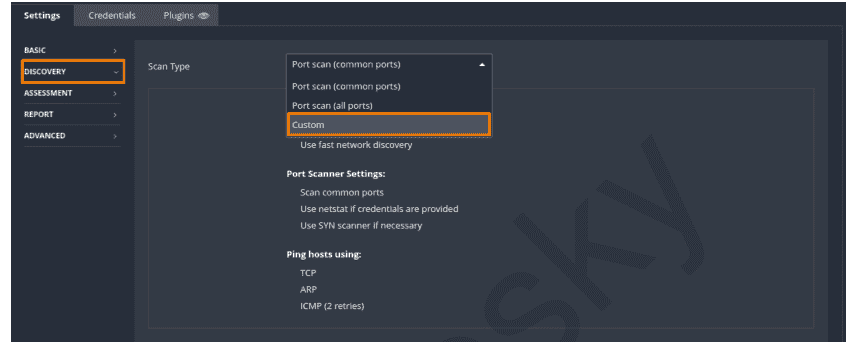 Settings Credentials Plugins
BASIC
DISCOVERY
ASSESSMENT
REPORT
ADVANCED
Scan Type
Port scan (common ports)
Port scan (common ports)
Port scan (all ports)
Custom
Use fast network discovery
Port Scanner Settings:
Scan common ports
Use netstat if credentials are provided
Use SYN scanner if necessary
Ping hosts using:
TCP
ARP
ICMP (2 retries)